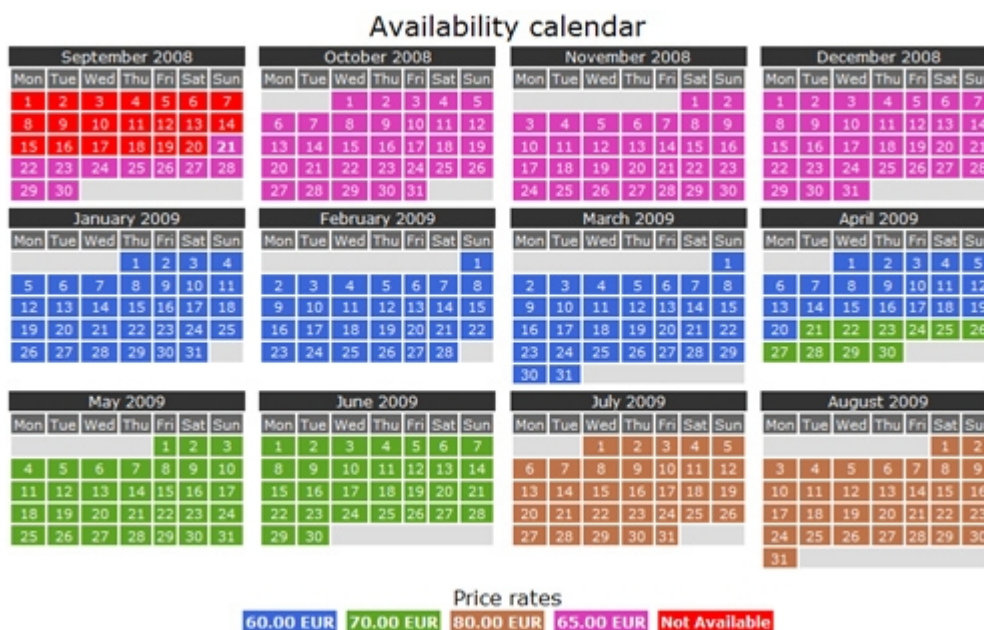 Availability calendar
September 2008 October 2008 November 2008 December 2008
Mon Tue Wed Thu Fri Sat Sun Mon Tue Wed Thu Fri Sat Sun Mon Tue Wed Thu Fri Sat Sun Mon Tue Wed Thu Fri Sat Sun
1 2 3 4 5 6 7 1 2 3 4 5 1 2 1 2 3 4 5 6 7
8 9 10 11 12 13 14 6 7 8 9 10 11 12 3 4 5 6 7 8 9 8 9 10 11 12 13 14
15 16 17 18 19 20 21 13 14 15 16 17 18 19 10 11 12 13 14 15 16 15 16 17 18 19 20 21
22 23 24 25 26 27 28 20 21 22 23 24 25 26 17 18 19 20 21 22 23 22 23 24 25 26 27 28
29 30 27 28 29 30 31 24 25 26 27 28 29 30 29 30 31
January 2009 February 2009 March 2009 April 2009
Mon Tue Wed Thu Fri Sat Sun Mon Tue Wed Thu Fri Sat Sun Mon Tue Wed Thu Fri Sat Sun Mon Tue Wed Thu Fri Sat Sun
1 2 3 4 1 1 1 2 3 4 5
5 6 7 8 9 10 11 2 3 4 5 6 7 8 2 3 4 5 6 7 8 6 7 8 9 10 11 12
12 13 14 15 16 17 18 9 10 11 12 13 14 15 9 10 11 12 13 14 15 13 14 15 16 17 18 19
19 20 21 22 23 24 25 16 17 18 19 20 21 22 16 17 18 19 20 21 22 20 21 22 23 24 25 26
26 27 28 29 30 31 23 24 25 26 27 28 23 24 25 26 27 28 29 27 28 29 30
30 31
May 2009 June 2009 July 2009 August 2009
Mon Tue Wed Thu Fri Sat Sun Mon Tue Wed Thu Fri Sat Sun Mon Tue Wed Thu Fri Sat Sun Mon Tue Wed Thu Fri Sat Sun
1 2 3 1 2 3 4 5 6 7 1 2 3 4 5 1 2
4 5 6 7 8 9 10 8 9 10 11 12 13 14 6 7 8 9 10 11 12 3 4 5 6 7 8 9
11 12 13 14 15 16 17 15 16 17 18 19 20 21 13 14 15 16 17 18 19 10 11 12 13 14 15 16
18 19 20 21 22 23 24 22 23 24 25 26 27 28 20 21 22 23 24 25 26 17 18 19 20 21 22 23
25 26 27 28 29 30 31 29 30 27 28 29 30 31 24 25 26 27 28 29 30
31
Price rates
60.00 EUR 70.00 EUR 80.00 EUR 65.00 EUR Not Available